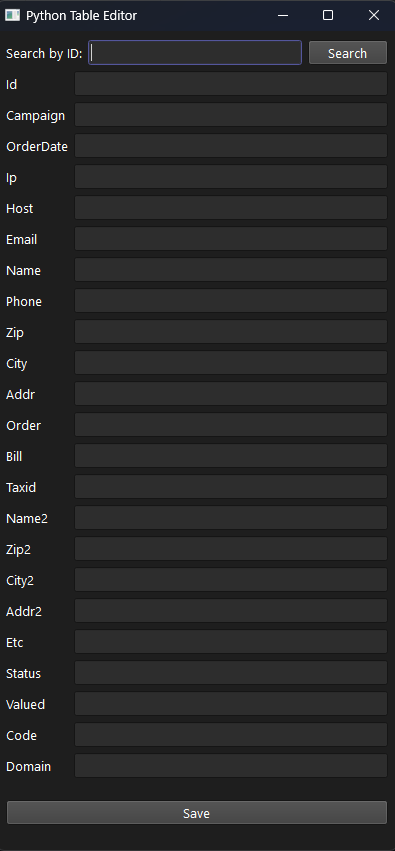 Python Table Editor
Search by ID: Search
Id
Campaign
OrderDate
Ip
Host
Email
Name
Phone
Zip
City
Addr
Order
Bill
Taxid
Name2
Zip2
City2
Addr2
Etc
Status
Valued
Code
Domain
Save